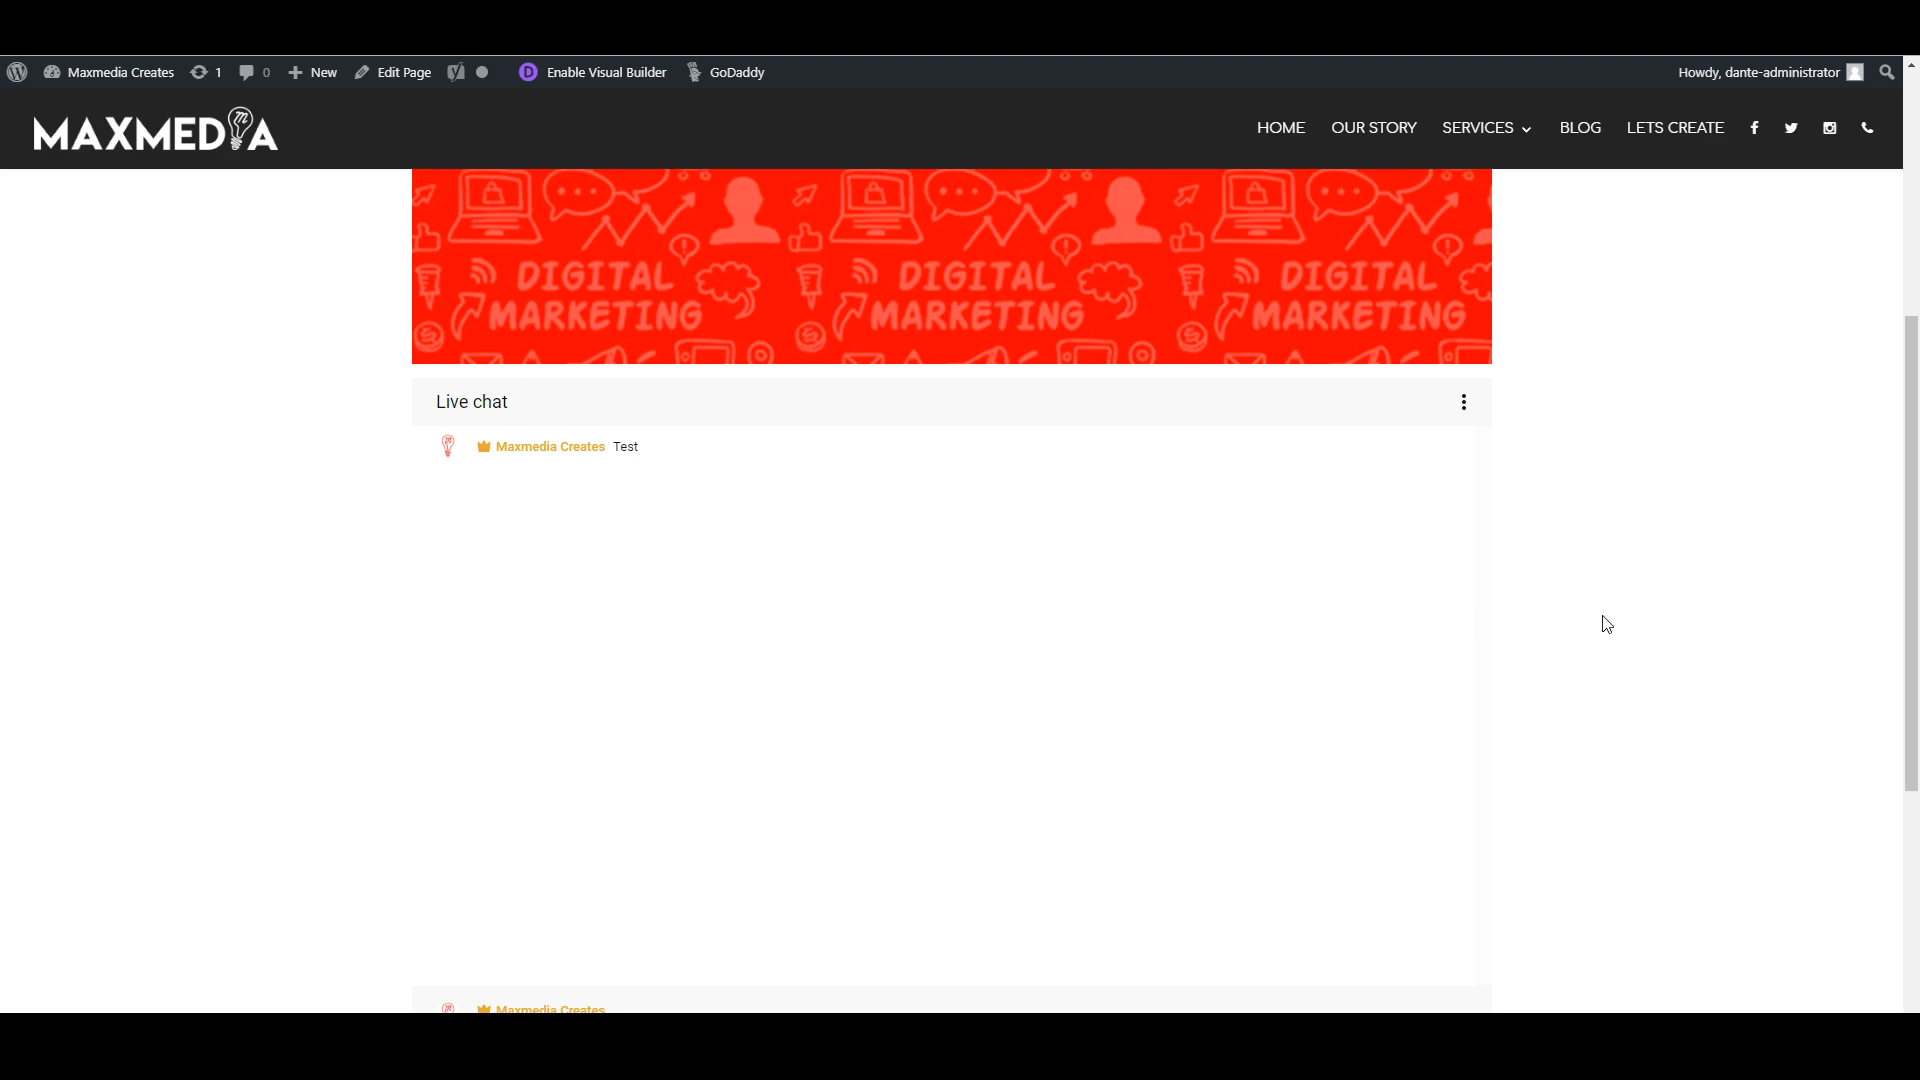 Maxmedia Creates 1 0 New Edit Page Enable Visual Builder GoDaddy Howdy, dante-administrator
MAXMEDIA HOME OUR STORY SERVICES BLOG LETS CREATE
DIGITAL DIGITAL DIGITAL
MARKETING MARKETING MARKETING
Live chat
Maxmedia Creates Test
Maxmedia Creates